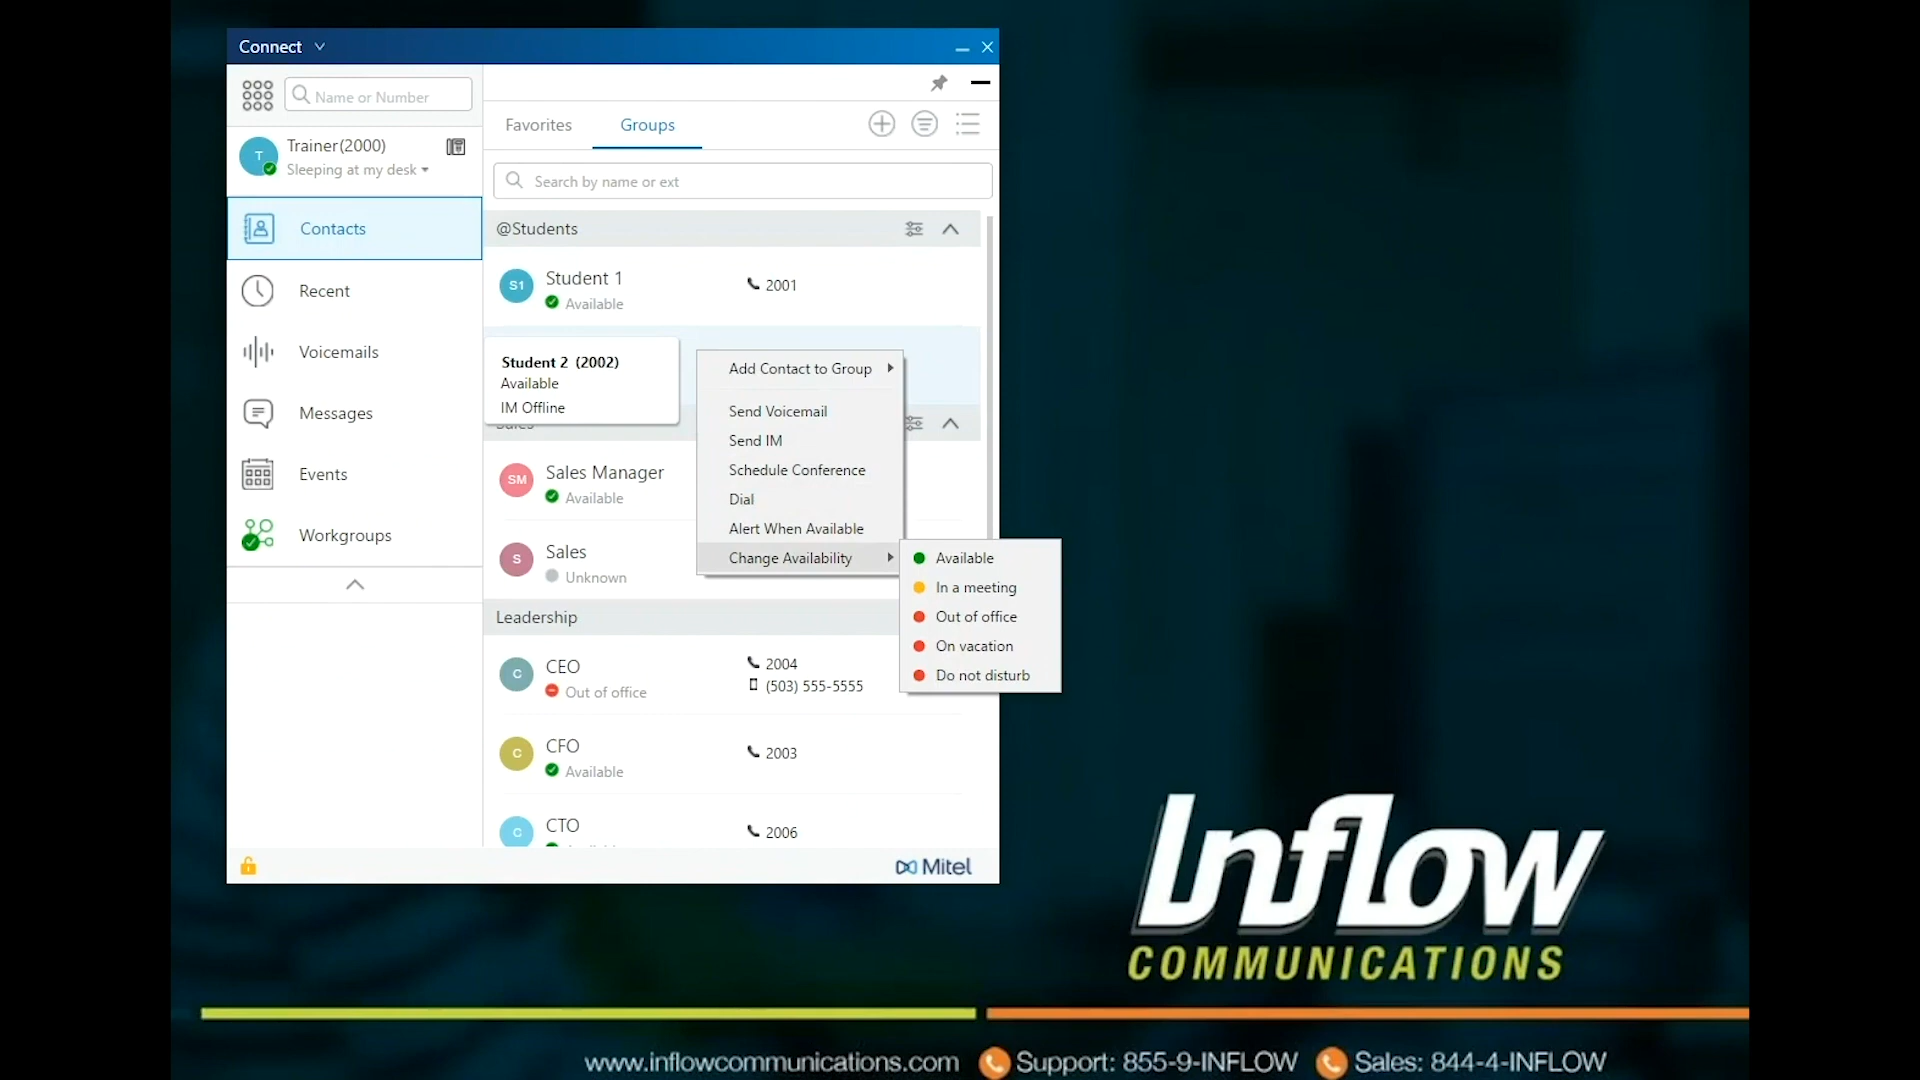 Connect
Name or Number
T
Trainer(2000)
Sleeping at my desk
Contacts
Recent
Voicemails
Messages
Events
Workgroups
Favorites
Groups
Search by name or ext
@Students
S1
Student 1
Available
2001
Student 2 (2002)
Available
IM Offline
Sales
SM
Sales Manager
Available
S
Sales
Unknown
Leadership
C
CEO
Out of office
2004
(503) 555-5555
C
CFO
Available
2003
C
CTO
2006
Add Contact to Group
Send Voicemail
Send IM
Schedule Conference
Dial
Alert When Available
Change Availability
Available
In a meeting
Out of office
On vacation
Do not disturb
Mitel
Inflow
COMMUNICATIONS
www.inflowcommunications.com
Support: 855-9-INFLOW
Sales: 844-4-INFLOW